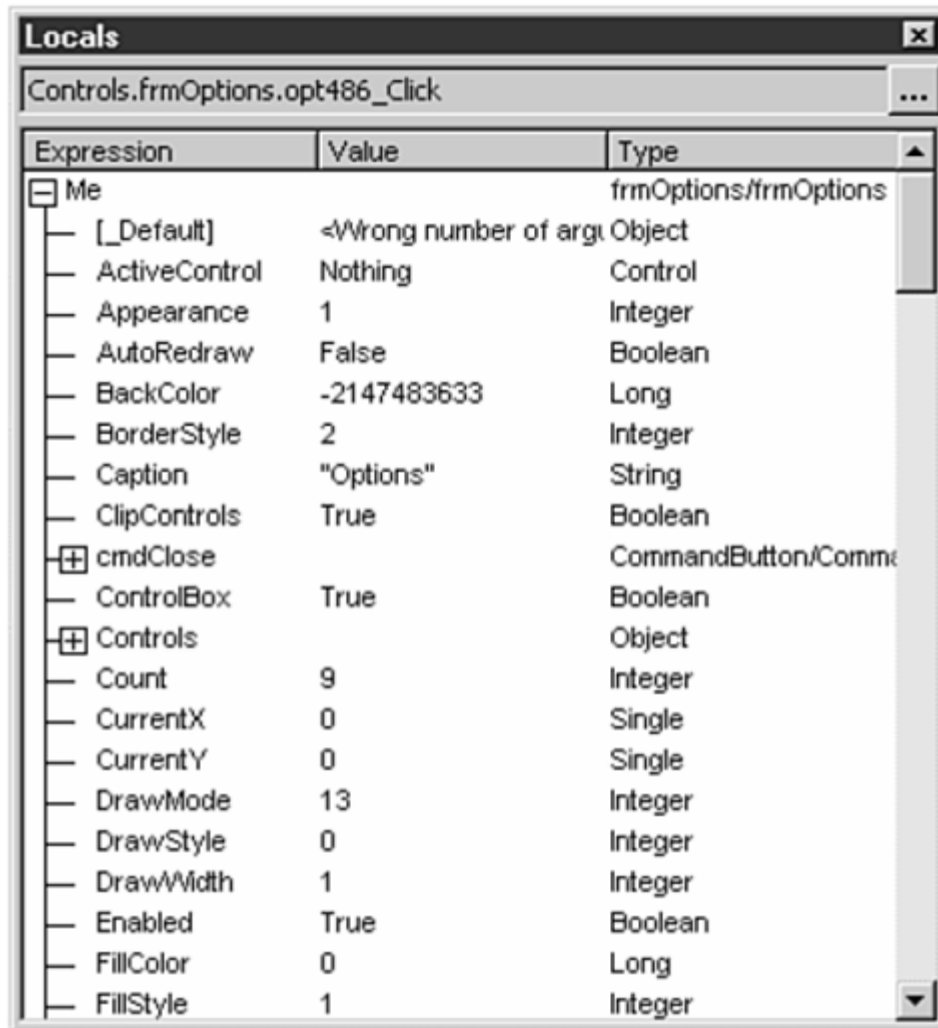 Locals
Controls.frmOptions.opt486_Click ...
Expression Value Type
Me frmOptions/frmOptions
[_Default] <Wrong number of argu Object
ActiveControl Nothing Control
Appearance 1 Integer
AutoRedraw False Boolean
BackColor -2147483633 Long
BorderStyle 2 Integer
Caption "Options" String
ClipControls True Boolean
cmdClose CommandButton/Comma
ControlBox True Boolean
Controls Object
Count 9 Integer
CurrentX 0 Single
CurrentY 0 Single
DrawMode 13 Integer
DrawStyle 0 Integer
DrawWidth 1 Integer
Enabled True Boolean
FillColor 0 Long
FillStyle 1 Integer